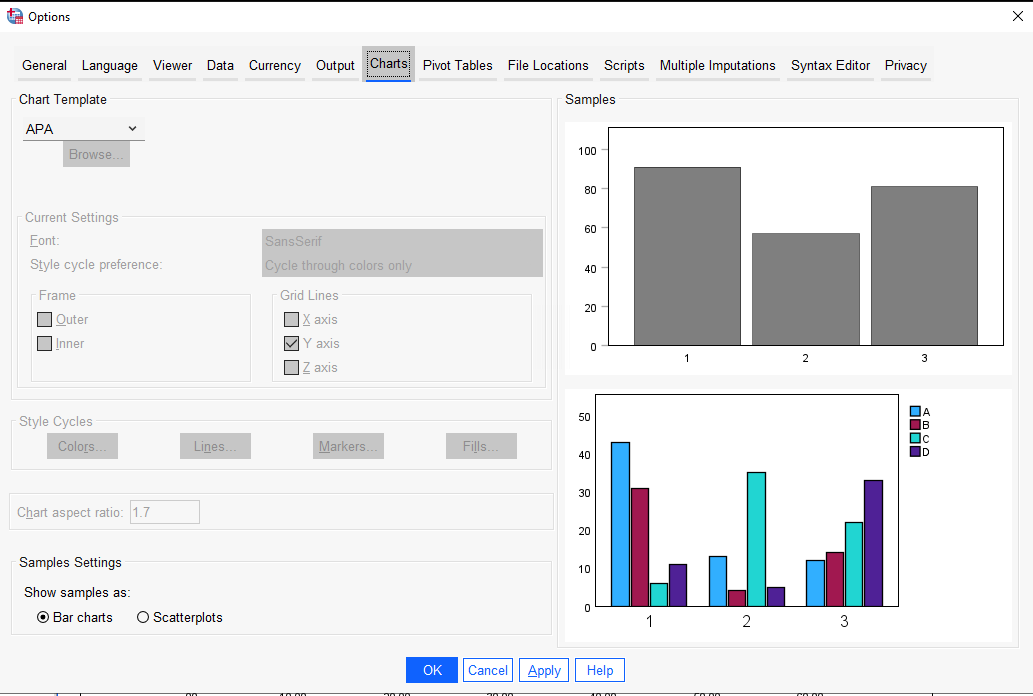 Options
General Language Viewer Data Currency Output Charts Pivot Tables File Locations Scripts Multiple Imputations Syntax Editor Privacy
Chart Template
APA
Browse...
Current Settings
Font: SansSerif
Style cycle preference: Cycle through colors only
Frame
Outer
Inner
Grid Lines
X axis
Y axis
Z axis
Style Cycles
Colors... Lines... Markers... Fills...
Chart aspect ratio: 1.7
Samples Settings
Show samples as:
Bar charts Scatterplots
Samples
100
80
60
40
20
0
1 2 3
50
40
30
20
10
0
1 2 3
A
B
C
D
OK Cancel Apply Help